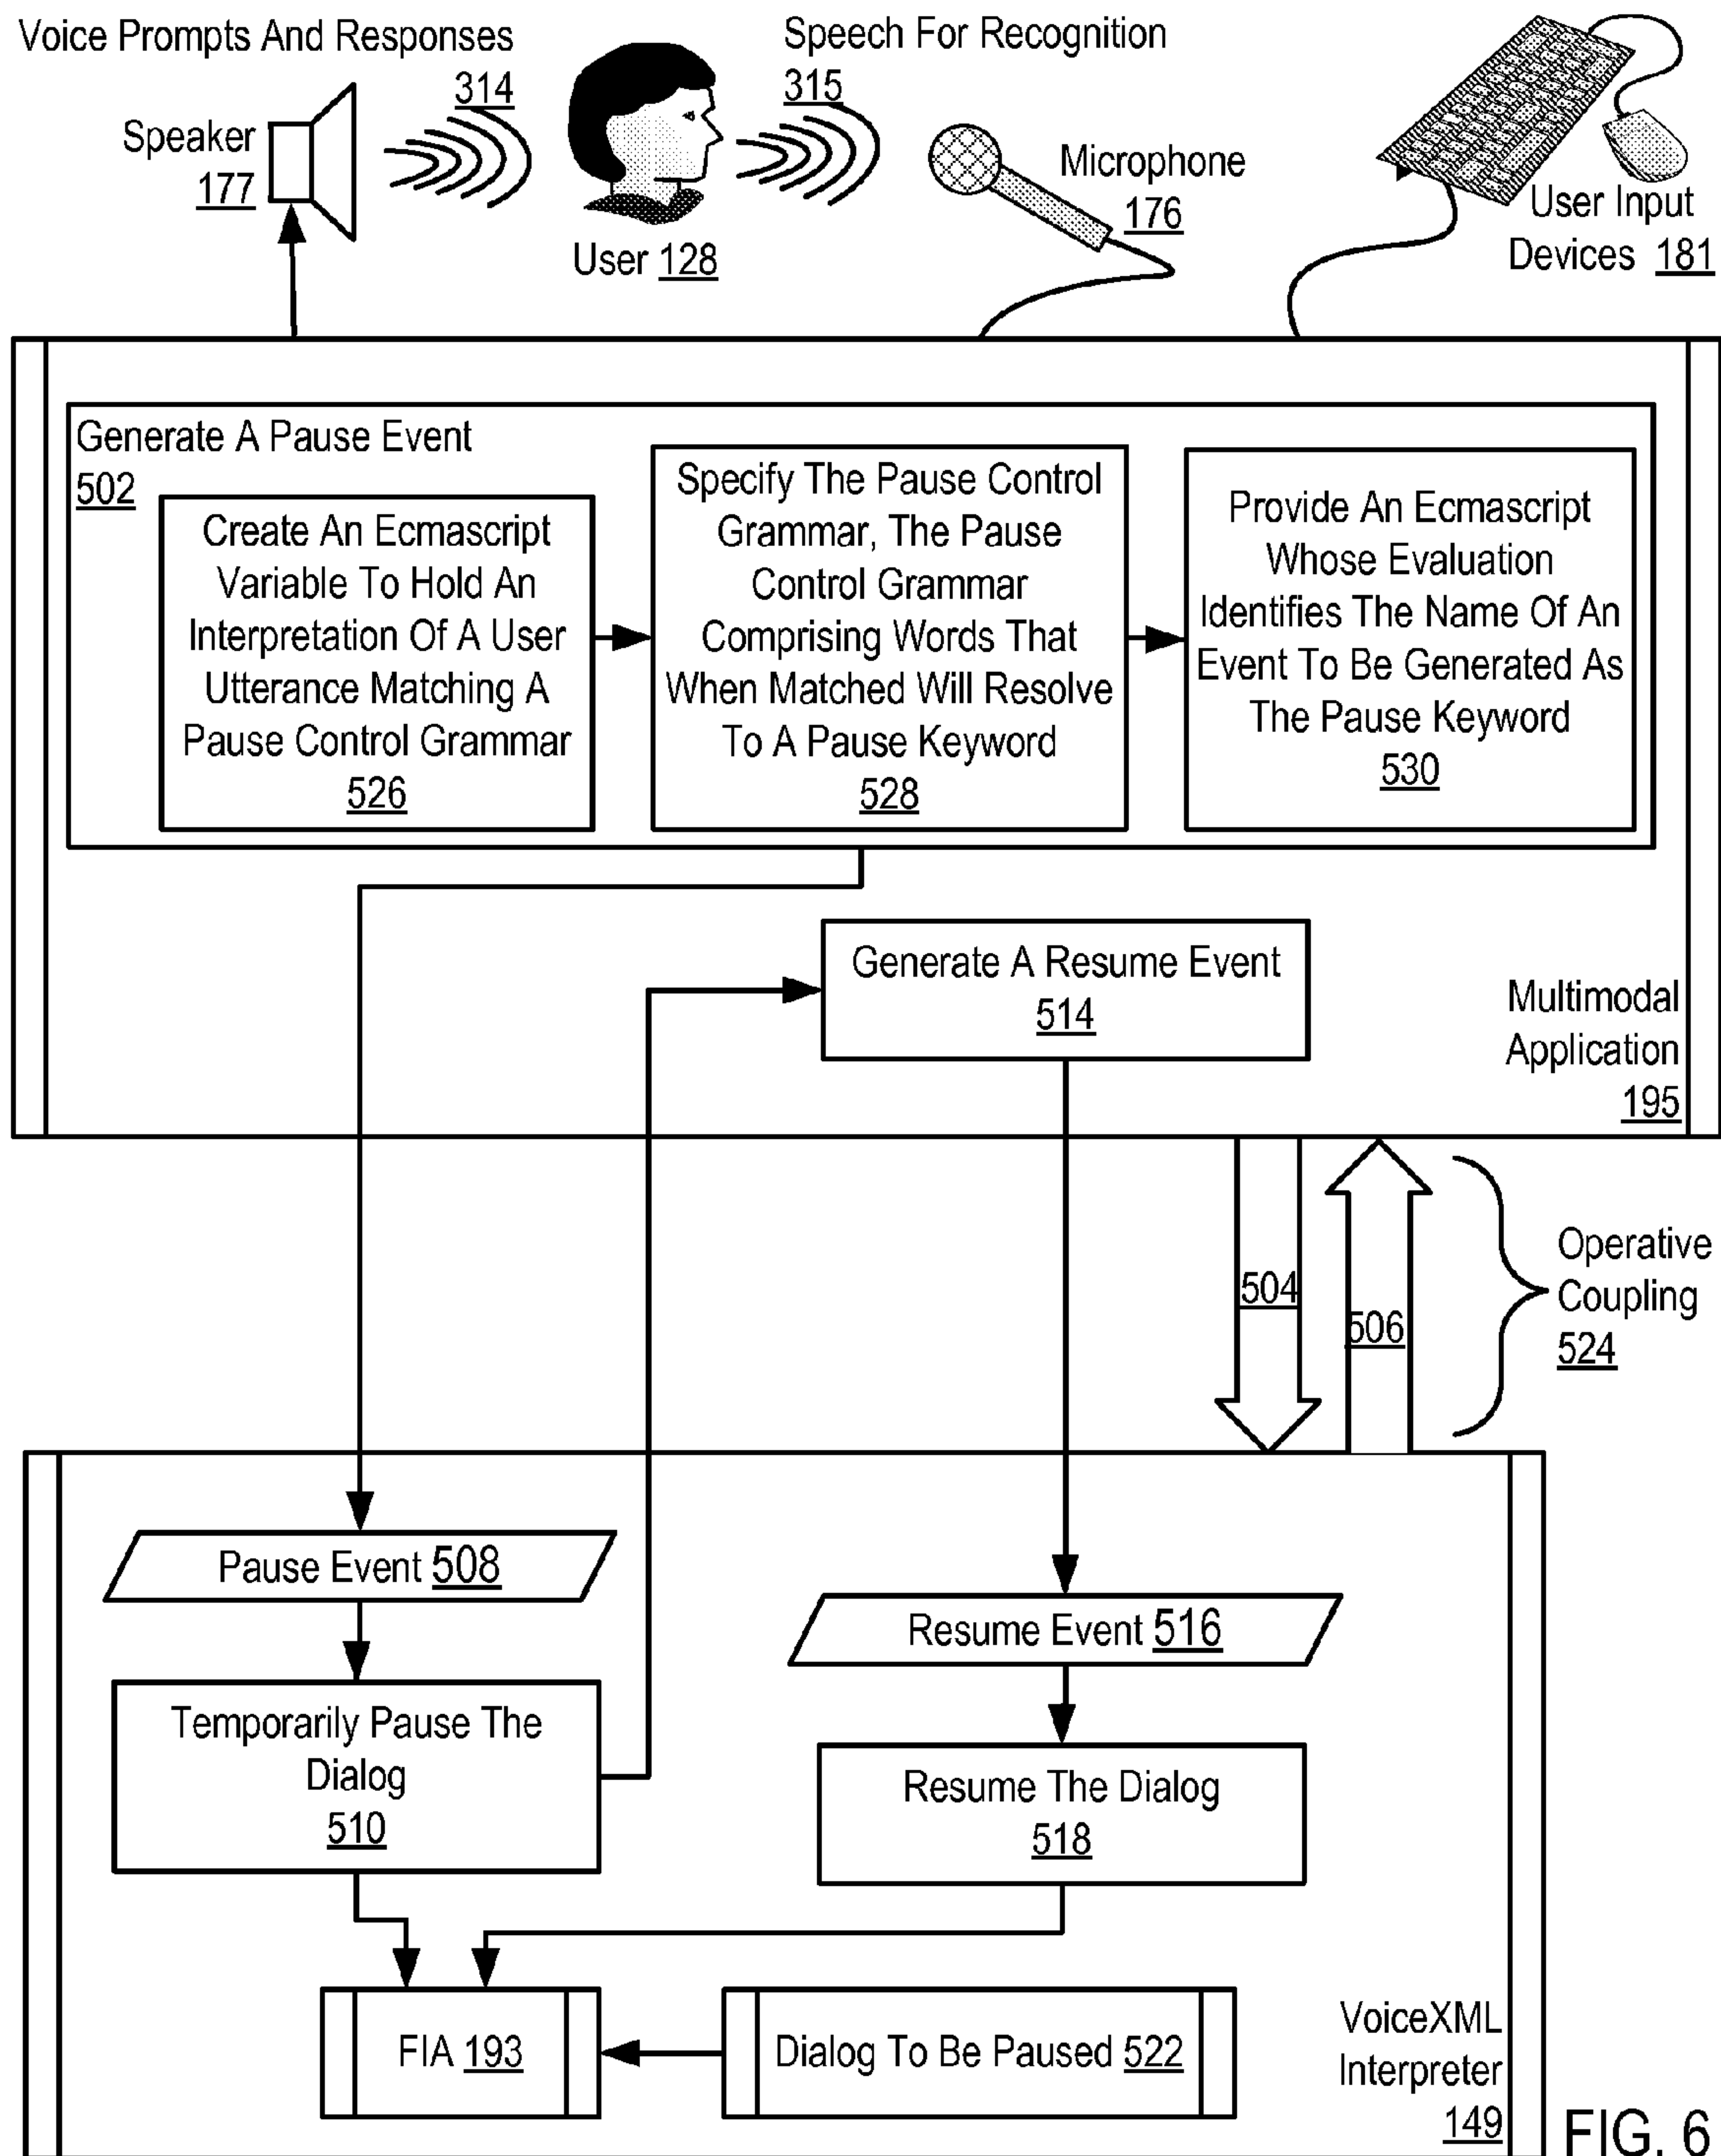 Voice Prompts And Responses
314
Speech For Recognition
315
Speaker
177
User 128
Microphone
176
User Input
Devices 181
Generate A Pause Event
502
Create An Ecmascript
Variable To Hold An
Interpretation Of A User
Utterance Matching A
Pause Control Grammar
526
Specify The Pause Control
Grammar, The Pause
Control Grammar
Comprising Words That
When Matched Will Resolve
To A Pause Keyword
528
Provide An Ecmascript
Whose Evaluation
Identifies The Name Of An
Event To Be Generated As
The Pause Keyword
530
Generate A Resume Event
514
Multimodal
Application
195
504
506
Operative
Coupling
524
Pause Event 508
Resume Event 516
Temporarily Pause The
Dialog
510
Resume The Dialog
518
FIA 193
Dialog To Be Paused 522
VoiceXML
Interpreter
149
FIG. 6